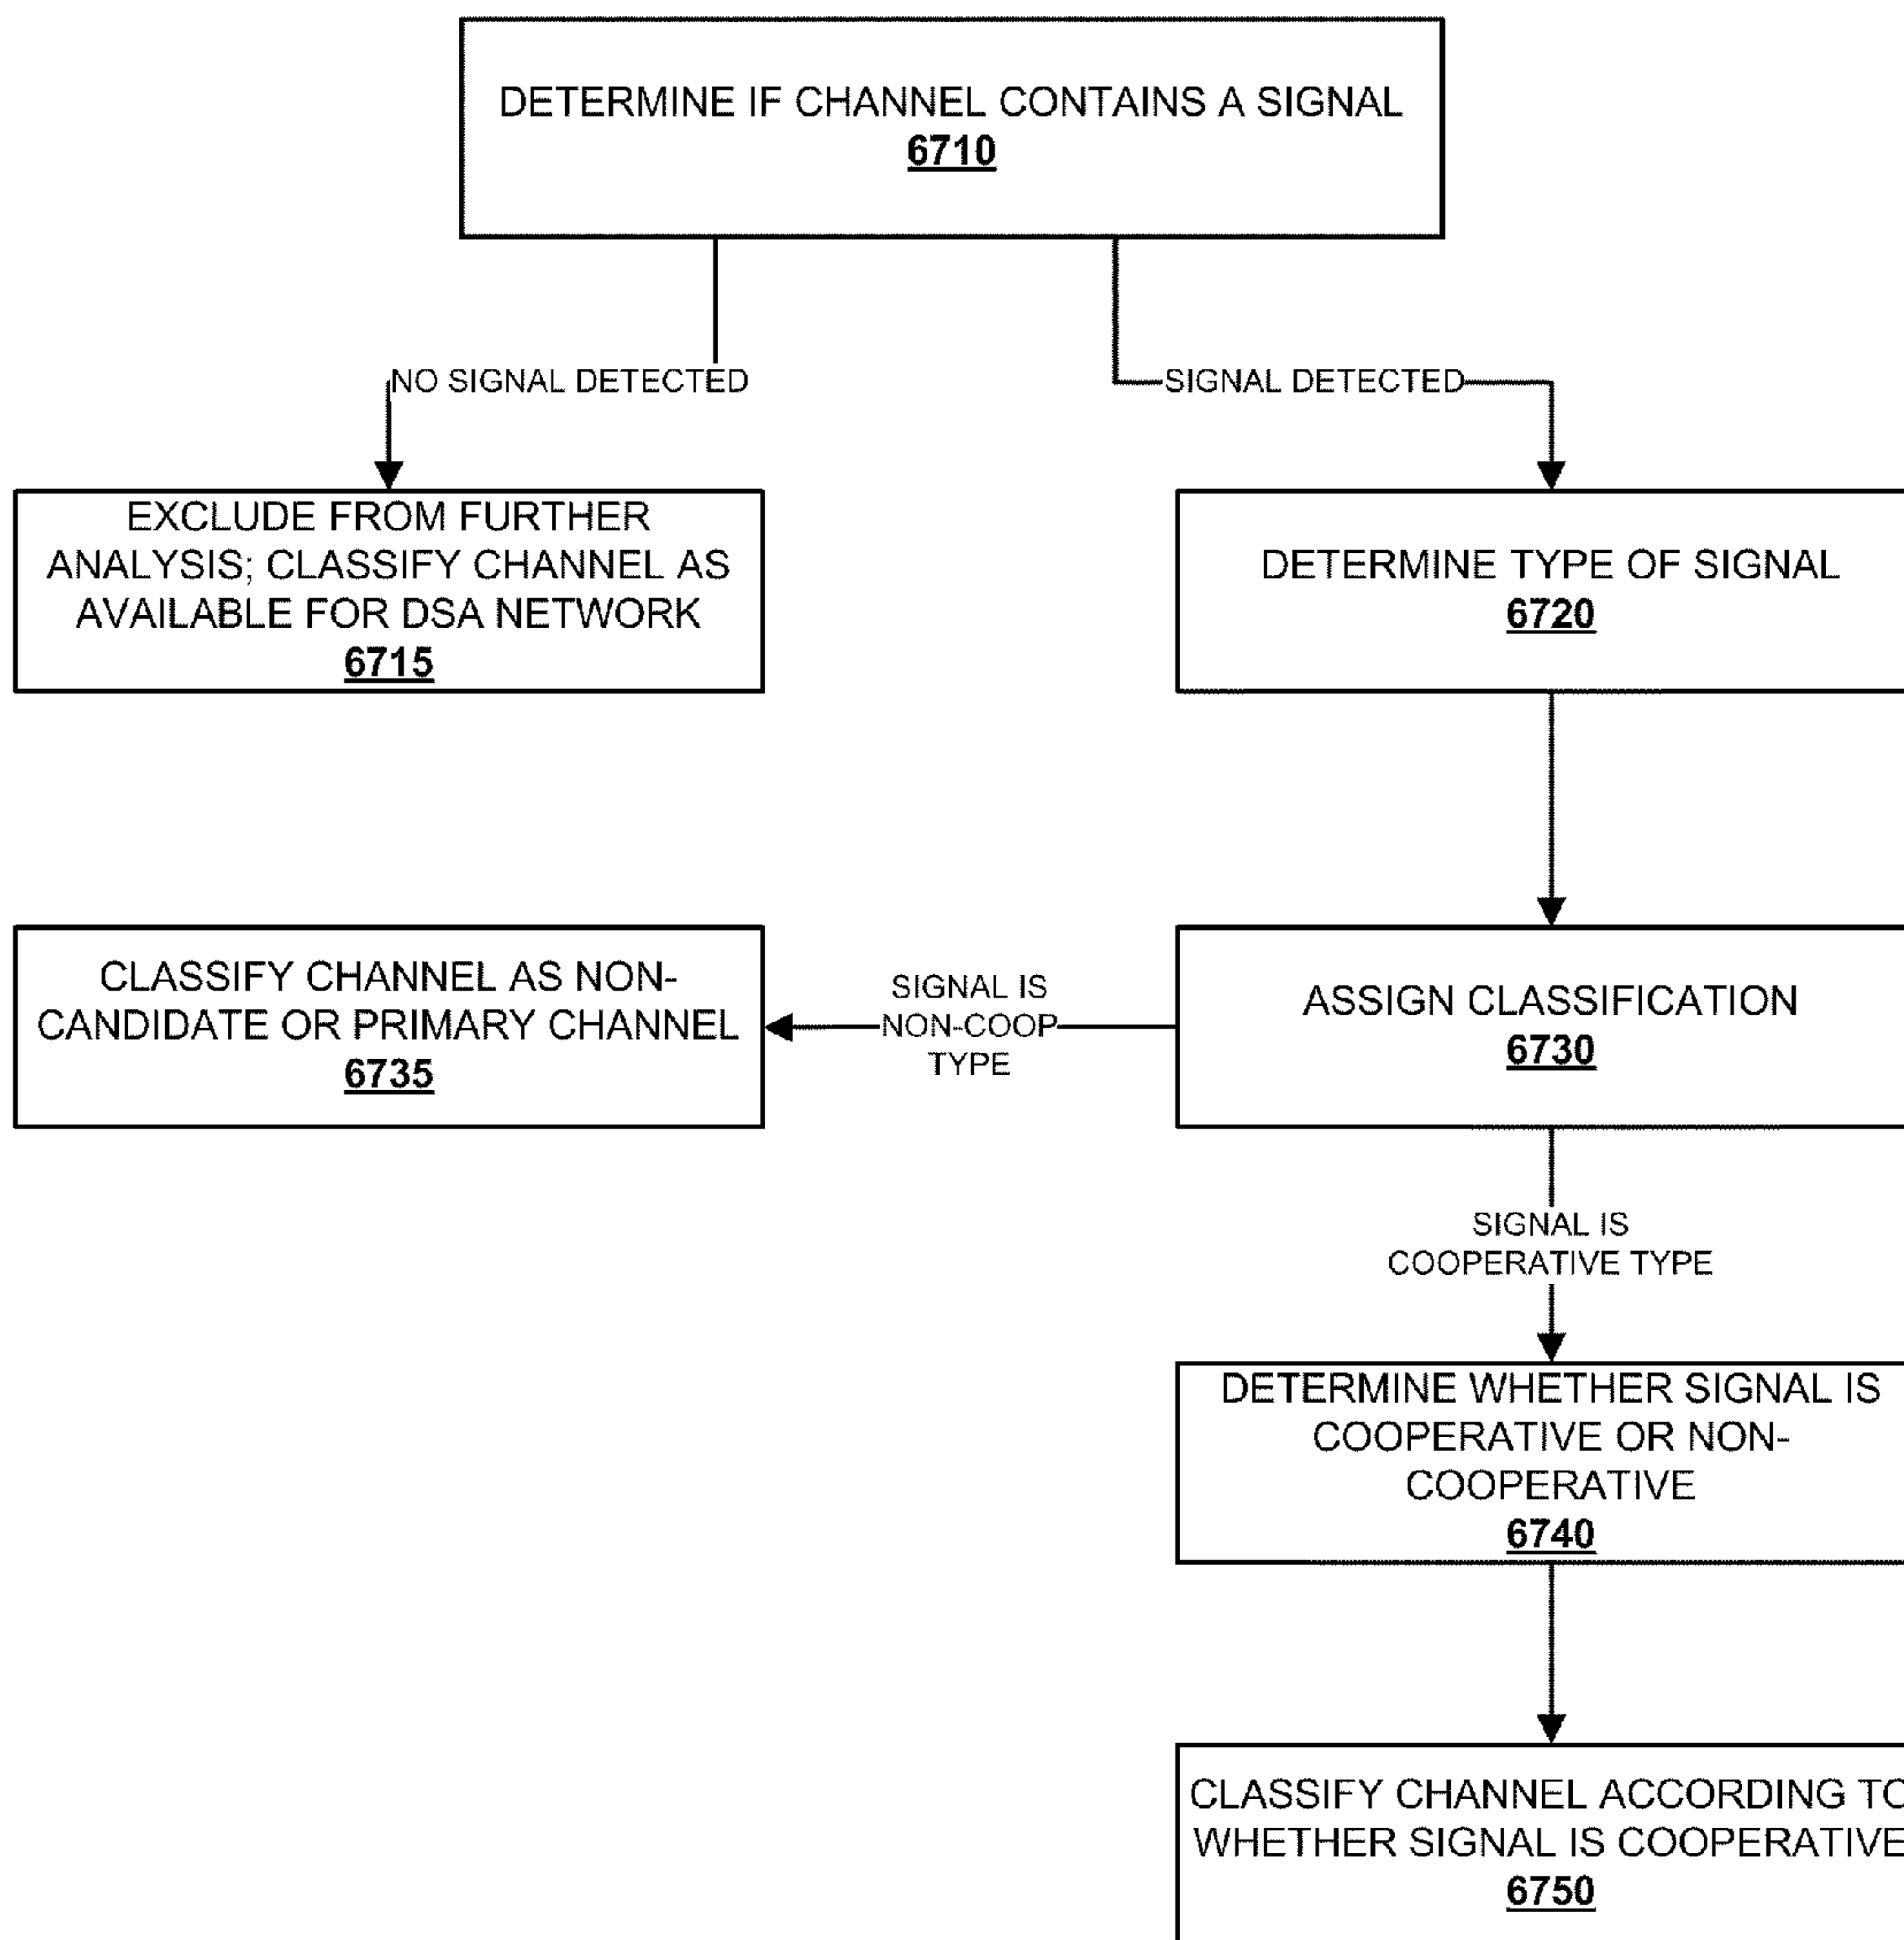 DETERMINE IF CHANNEL CONTAINS A SIGNAL
6710
NO SIGNAL DETECTED
SIGNAL DETECTED
EXCLUDE FROM FURTHER
ANALYSIS; CLASSIFY CHANNEL AS
AVAILABLE FOR DSA NETWORK
6715
DETERMINE TYPE OF SIGNAL
6720
CLASSIFY CHANNEL AS NON-
CANDIDATE OR PRIMARY CHANNEL
6735
SIGNAL IS
NON-COOP
TYPE
ASSIGN CLASSIFICATION
6730
SIGNAL IS
COOPERATIVE TYPE
DETERMINE WHETHER SIGNAL IS
COOPERATIVE OR NON-
COOPERATIVE
6740
CLASSIFY CHANNEL ACCORDING TO
WHETHER SIGNAL IS COOPERATIVE
6750